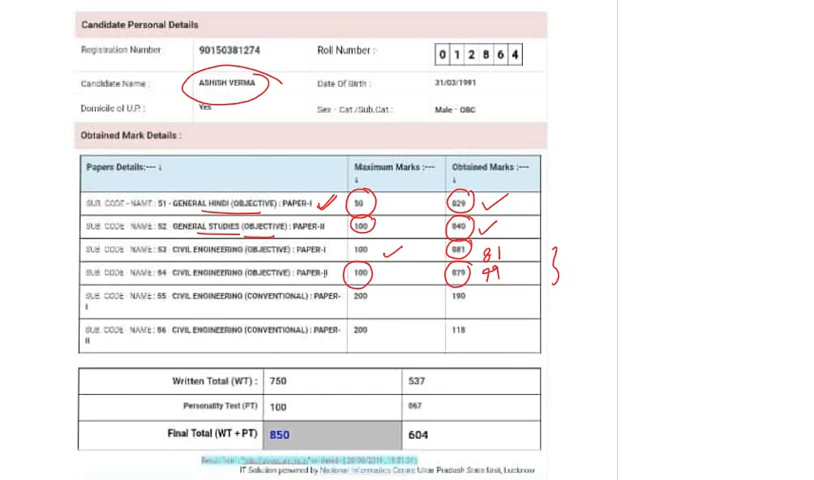 Candidate Personal Details
Registration Number 90150381274 Roll Number :- 0 1 2 8 6 4
Candidate Name : ASHISH VERMA Date Of Birth : 31/03/1991
Domicile of U.P.: Yes Sex - Cat./Sub.Cat.: Male - OBC
Obtained Mark Details :
Papers Details:--- ↓ Maximum Marks :--- ↓ Obtained Marks :--- ↓
SUB CODE - NAME : 51 - GENERAL HINDI (OBJECTIVE) : PAPER-I 50 029
SUB CODE - NAME : 52 GENERAL STUDIES (OBJECTIVE) : PAPER-II 100 040
SUB CODE NAME : 53 CIVIL ENGINEERING (OBJECTIVE) : PAPER-I 100 081 81
SUB CODE NAME : 54 CIVIL ENGINEERING (OBJECTIVE) : PAPER-II 100 079 79
SUB CODE NAME : 55 CIVIL ENGINEERING (CONVENTIONAL) : PAPER- 200 190
I
SUB CODE NAME : 56 CIVIL ENGINEERING (CONVENTIONAL) : PAPER- 200 118
II
Written Total (WT) : 750 537
Personality Test (PT) 100 067
Final Total (WT + PT) 850 604
IT Solution powered by National Informatics Centre Uttar Pradesh State Unit, Lucknow